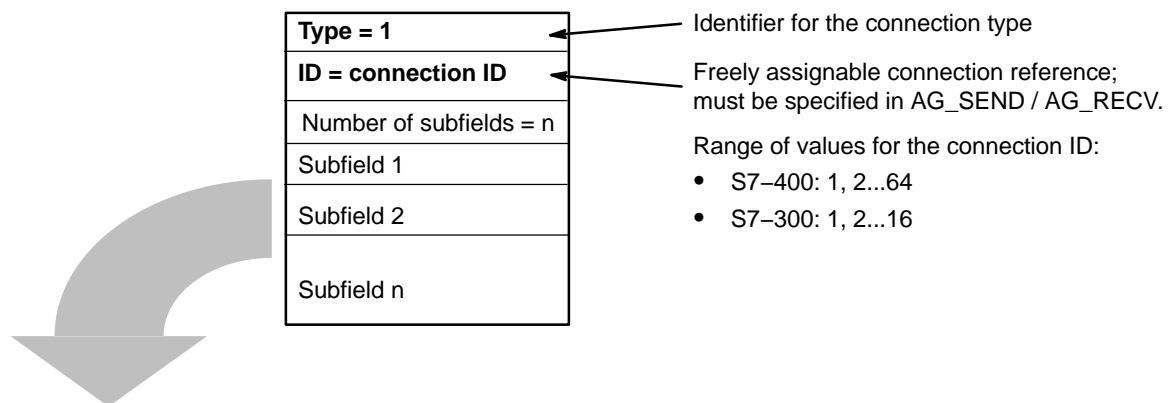 Type = 1
Identifier for the connection type
ID = connection ID
Freely assignable connection reference;
must be specified in AG_SEND / AG_RECV.
Number of subfields = n
Range of values for the connection ID:
Subfield 1
• S7–400: 1, 2...64
Subfield 2
• S7–300: 1, 2...16
Subfield n